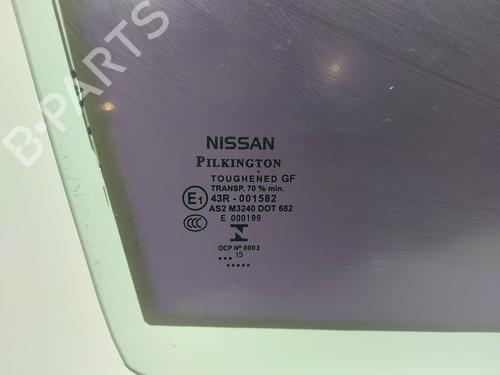 B-PARTS
NISSAN
PILKINGTON
TOUGHENED GF
TRANSP. 70 % min.
E1 43R - 001582
AS2 M3240 DOT 682
E 000199
CCC
N
OCP Nº 0003
... 15
.....